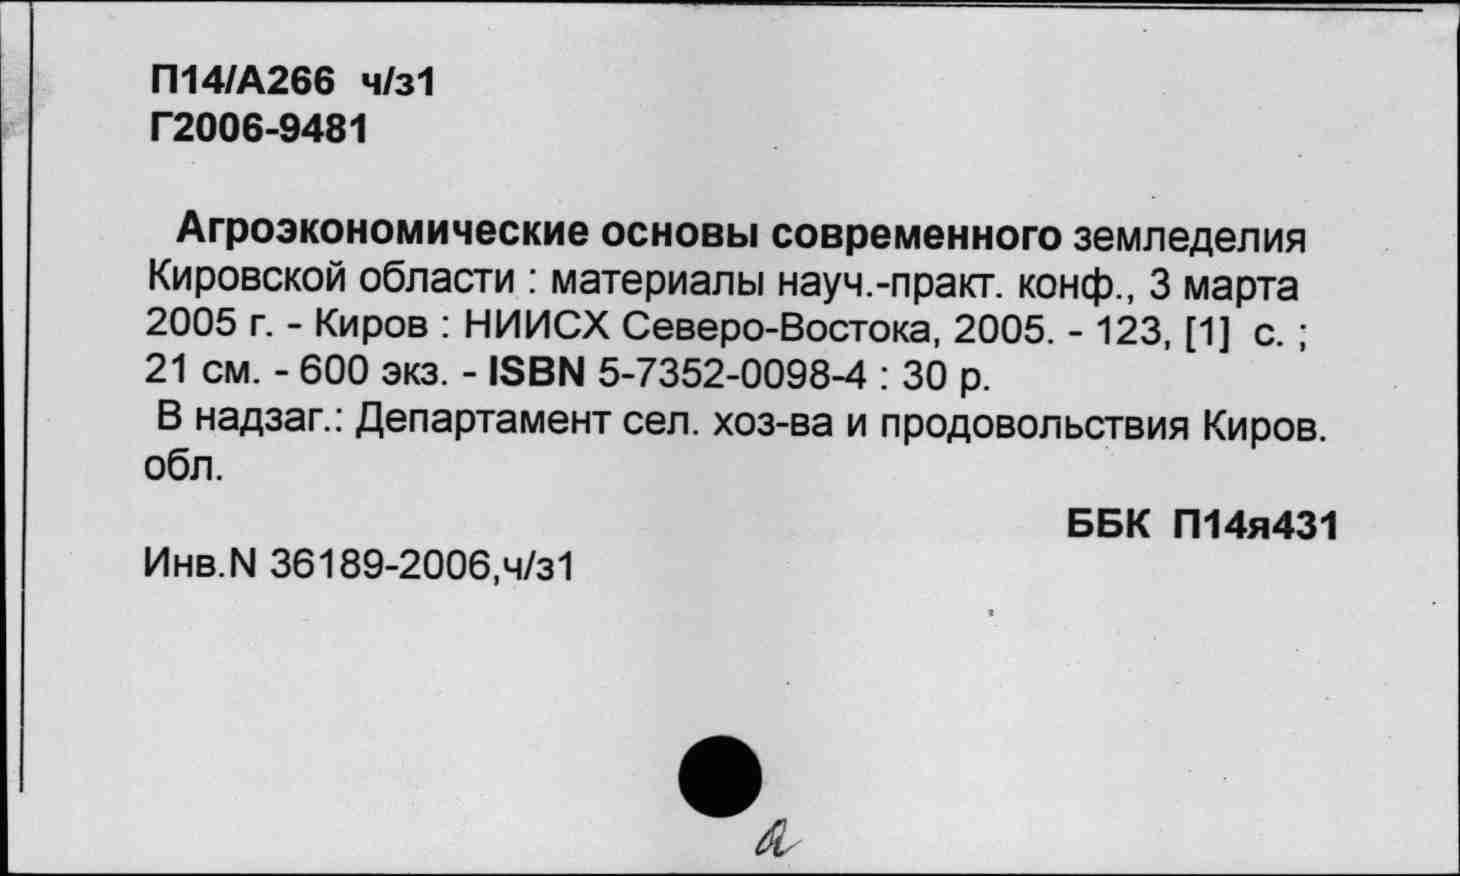 П14/А266 ч/з1
Г2006-9481
Агроэкономические основы современного земледелия
Кировской области : материалы науч.-практ. конф., 3 марта
2005 г. - Киров : НИИСХ Северо-Востока, 2005. - 123, [1] с. ;
21 см. - 600 экз. - ISBN 5-7352-0098-4 : 30 р.
В надзаг.: Департамент сел. хоз-ва и продовольствия Киров.
обл.
ББК П14я431
Инв.N 36189-2006,ч/з1